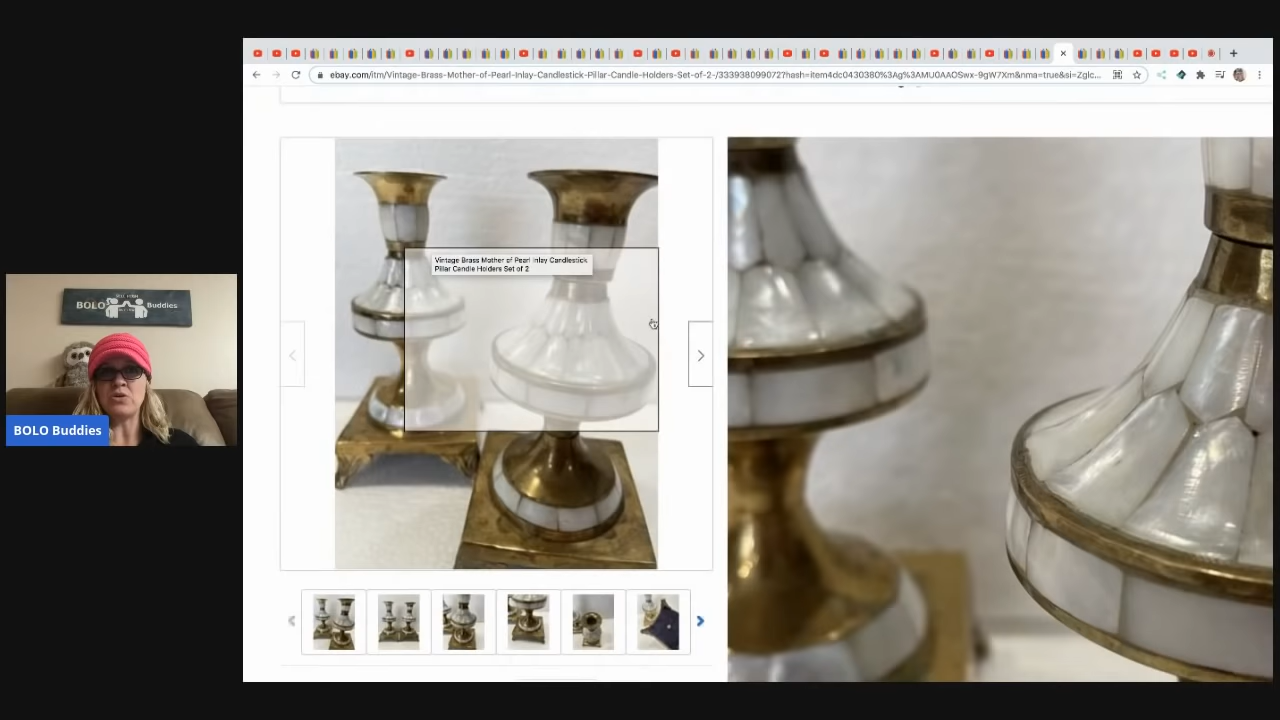 ebay.com/itm/Vintage-Brass-Mother-of-Pearl-Inlay-Candlestick-Pillar-Candle-Holders-Set-of-2-/333938099072?hash=item4dc0430380%3Ag%3AMU0AAOSwx-9gW7Xm&nma=true&si=Zglc...
Vintage Brass Mother of Pearl Inlay Candlestick
Pillar Candle Holders Set of 2
BOLO Buddies
BOLO Buddies